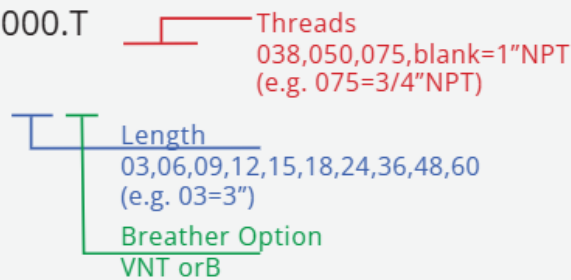 000.T
Threads
038,050,075,blank=1”NPT
(e.g. 075=3/4”NPT)
Length
03,06,09,12,15,18,24,36,48,60
(e.g. 03=3”)
Breather Option
VNT orB